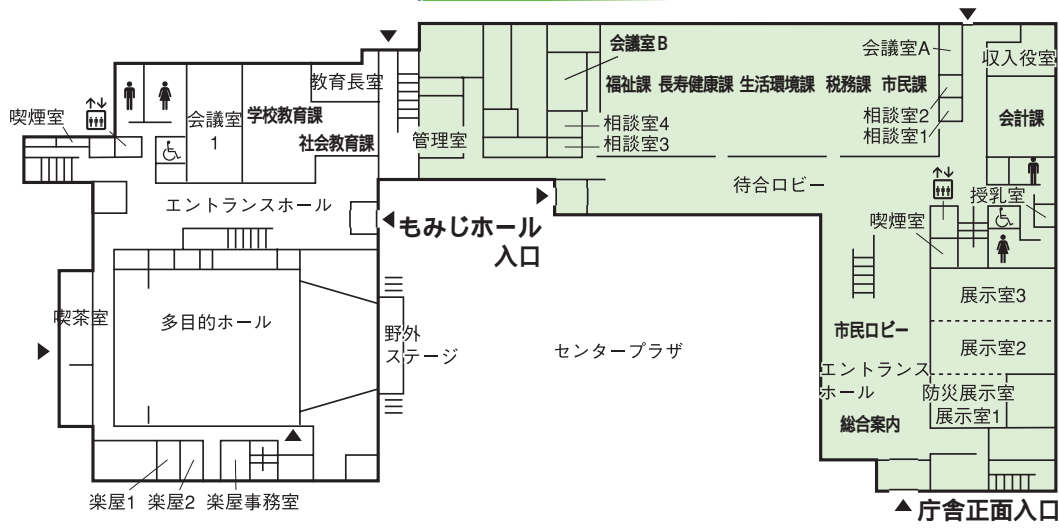 会議室B
会議室A
収入役室
福祉課 長寿健康課 生活環境課 税務課 市民課
教育長室
喫煙室
会議室
1
学校教育課
社会教育課
管理室
相談室4
相談室3
相談室2
相談室1
会計課
待合ロビー
授乳室
喫煙室
エントランスホール
もみじホール
入口
展示室3
喫茶室
多目的ホール
野外
ステージ
センタープラザ
市民ロビー
展示室2
エントランス
ホール
防災展示室
展示室1
総合案内
楽屋1 楽屋2 楽屋事務室
庁舎正面入口